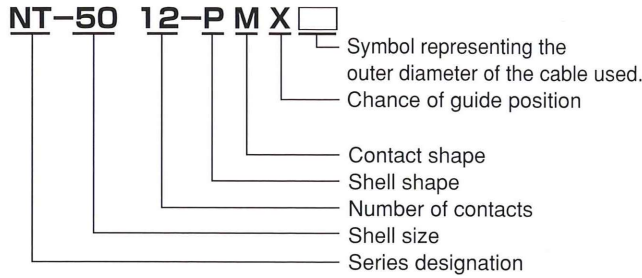 NT-50 12-P M X
Symbol representing the
outer diameter of the cable used.
Chance of guide position
Contact shape
Shell shape
Number of contacts
Shell size
Series designation